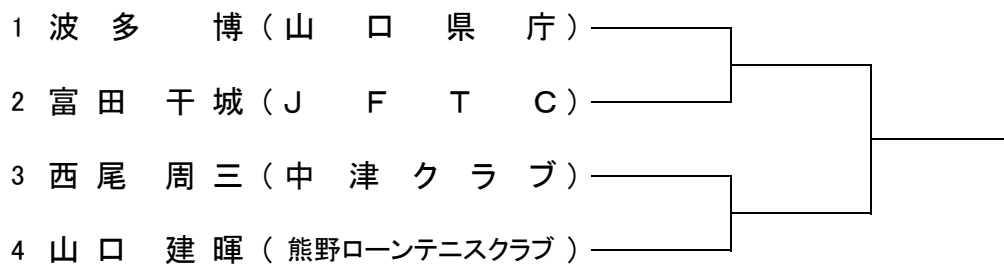 1 波多 博 (山口県庁)
2 富田 干城 (JFTC)
3 西尾 周三 (中津クラブ)
4 山口 建暉 (熊野ローンテニスクラブ)